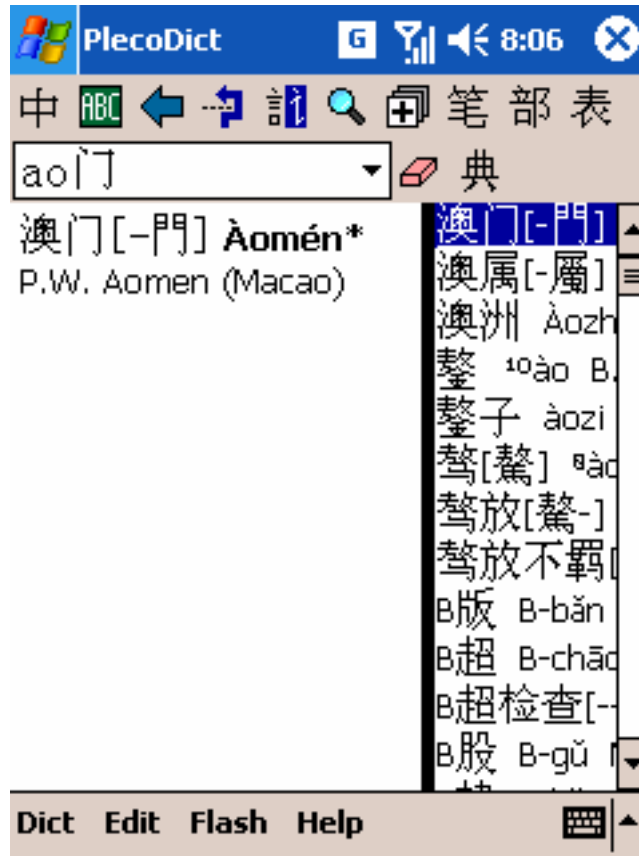 PlecoDict G 8:06
中 ABC 笔 部 表
ao门 典
澳门[-門] Àomén*
P.W. Aomen (Macao)
澳门[-門]
澳属[-屬]
澳洲 Àozh
鏊 ¹⁰ào B.
鏊子 àozi
骜[驁]
骜放[驁-]
骜放不羁[
B版 B-bǎn
B超 B-chāo
B超检查[--
B股 B-gǔ
Dict Edit Flash Help